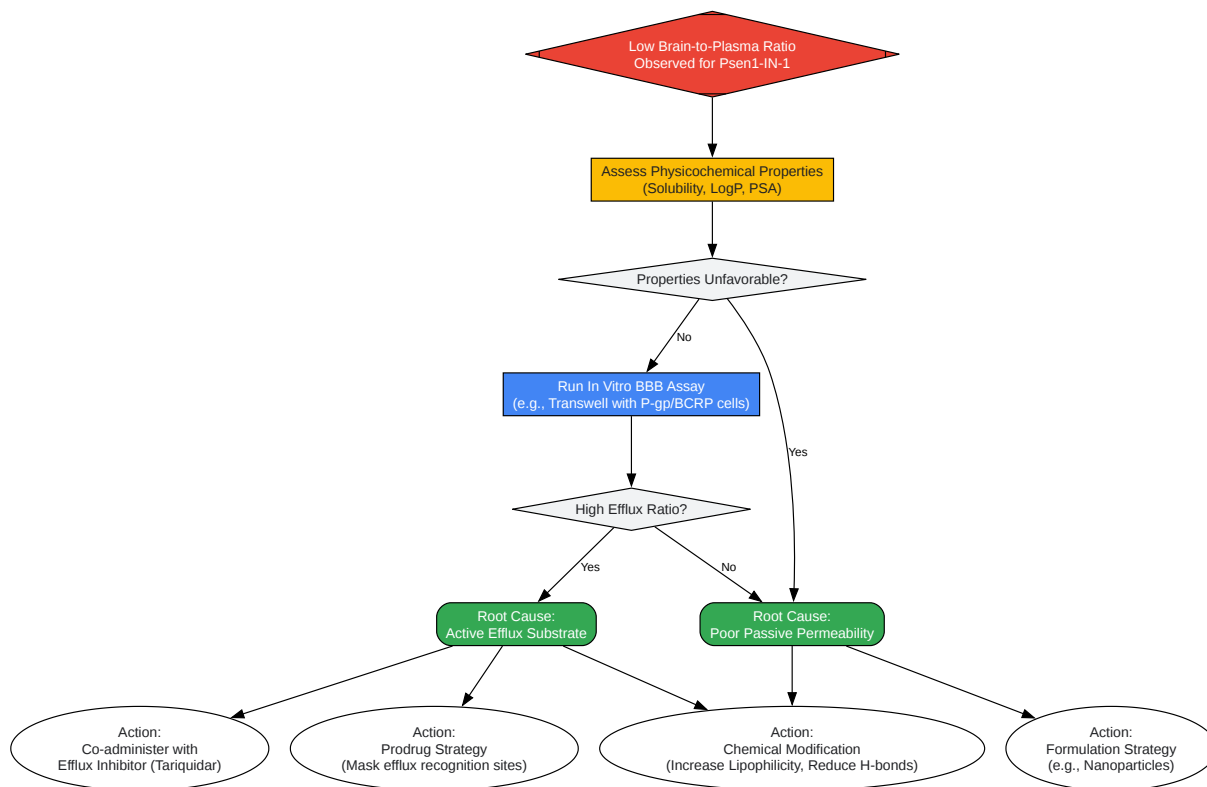 Low Brain-to-Plasma Ratio
Observed for Psen1-IN-1
Assess Physicochemical Properties
(Solubility, LogP, PSA)
Properties Unfavorable?
No
Run In Vitro BBB Assay
(e.g., Transwell with P-gp/BCRP cells)
Yes
High Efflux Ratio?
Yes
No
Root Cause:
Active Efflux Substrate
Root Cause:
Poor Passive Permeability
Action:
Co-administer with
Efflux Inhibitor (Tariquidar)
Action:
Prodrug Strategy
(Mask efflux recognition sites)
Action:
Chemical Modification
(Increase Lipophilicity, Reduce H-bonds)
Action:
Formulation Strategy
(e.g., Nanoparticles)